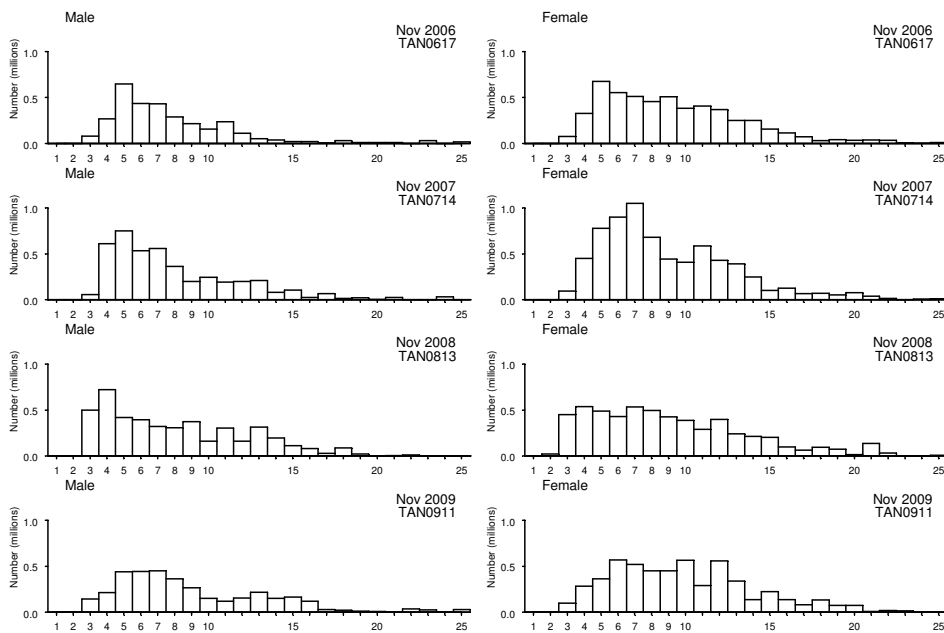 Male
Nov 2006
TAN0617
Number (millions)
1.0
0.5
0.0
1 2 3 4 5 6 7 8 9 10 15 20 25
Female
Nov 2006
TAN0617
Number (millions)
1.0
0.5
0.0
1 2 3 4 5 6 7 8 9 10 15 20 25
Male
Nov 2007
TAN0714
Number (millions)
1.0
0.5
0.0
1 2 3 4 5 6 7 8 9 10 15 20 25
Female
Nov 2007
TAN0714
Number (millions)
1.0
0.5
0.0
1 2 3 4 5 6 7 8 9 10 15 20 25
Male
Nov 2008
TAN0813
Number (millions)
1.0
0.5
0.0
1 2 3 4 5 6 7 8 9 10 15 20 25
Female
Nov 2008
TAN0813
Number (millions)
1.0
0.5
0.0
1 2 3 4 5 6 7 8 9 10 15 20 25
Male
Nov 2009
TAN0911
Number (millions)
1.0
0.5
0.0
1 2 3 4 5 6 7 8 9 10 15 20 25
Female
Nov 2009
TAN0911
Number (millions)
1.0
0.5
0.0
1 2 3 4 5 6 7 8 9 10 15 20 25